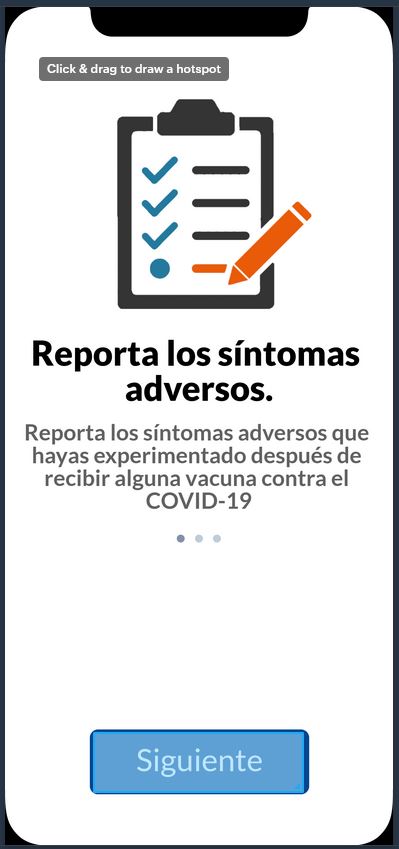 Click & drag to draw a hotspot
Reporta los síntomas
adversos.
Reporta los síntomas adversos que
hayas experimentado después de
recibir alguna vacuna contra el
COVID-19
Siguiente